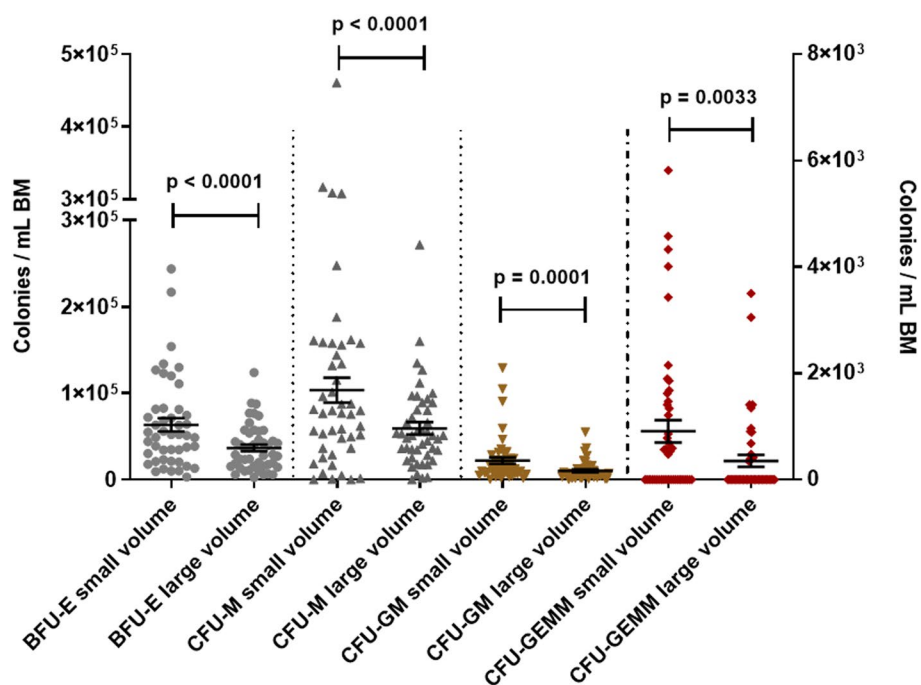 p < 0.0001
5×10⁵
8×10³
p = 0.0033
4×10⁵
p < 0.0001
6×10³
3×10⁵
3×10⁵
Colonies / mL BM
Colonies / mL BM
p = 0.0001
4×10³
2×10⁵
2×10³
1×10⁵
0
0
BFU-E small volume
BFU-E large volume
CFU-M small volume
CFU-M large volume
CFU-GM small volume
CFU-GM large volume
CFU-GEMM small volume
CFU-GEMM large volume